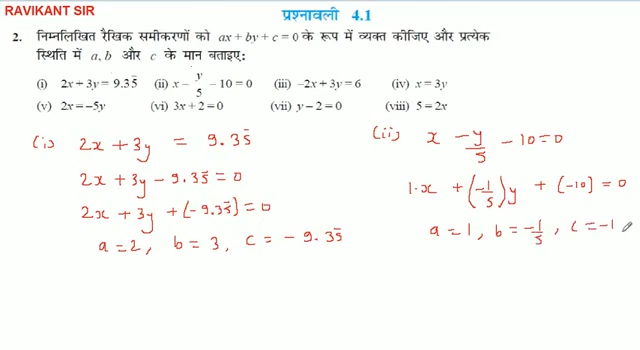 RAVIKANT SIR
प्रश्नावली 4.1
2. निम्नलिखित रैखिक समीकरणों को ax + by + c = 0 के रूप में व्यक्त कीजिए और प्रत्येक
स्थिति में a, b और c के मान बताइए:
(i) 2x + 3y = 9.35̅ (ii) x – y/5 – 10 = 0 (iii) –2x + 3y = 6 (iv) x = 3y
(v) 2x = –5y (vi) 3x + 2 = 0 (vii) y – 2 = 0 (viii) 5 = 2x
(i) 2x + 3y = 9.35̅
2x + 3y - 9.35̅ = 0
2x + 3y + (-9.35̅) = 0
a = 2, b = 3, c = - 9.35̅
(ii) x - y/5 - 10 = 0
1.x + (-1/5)y + (-10) = 0
a = 1, b = -1/5, c = -1